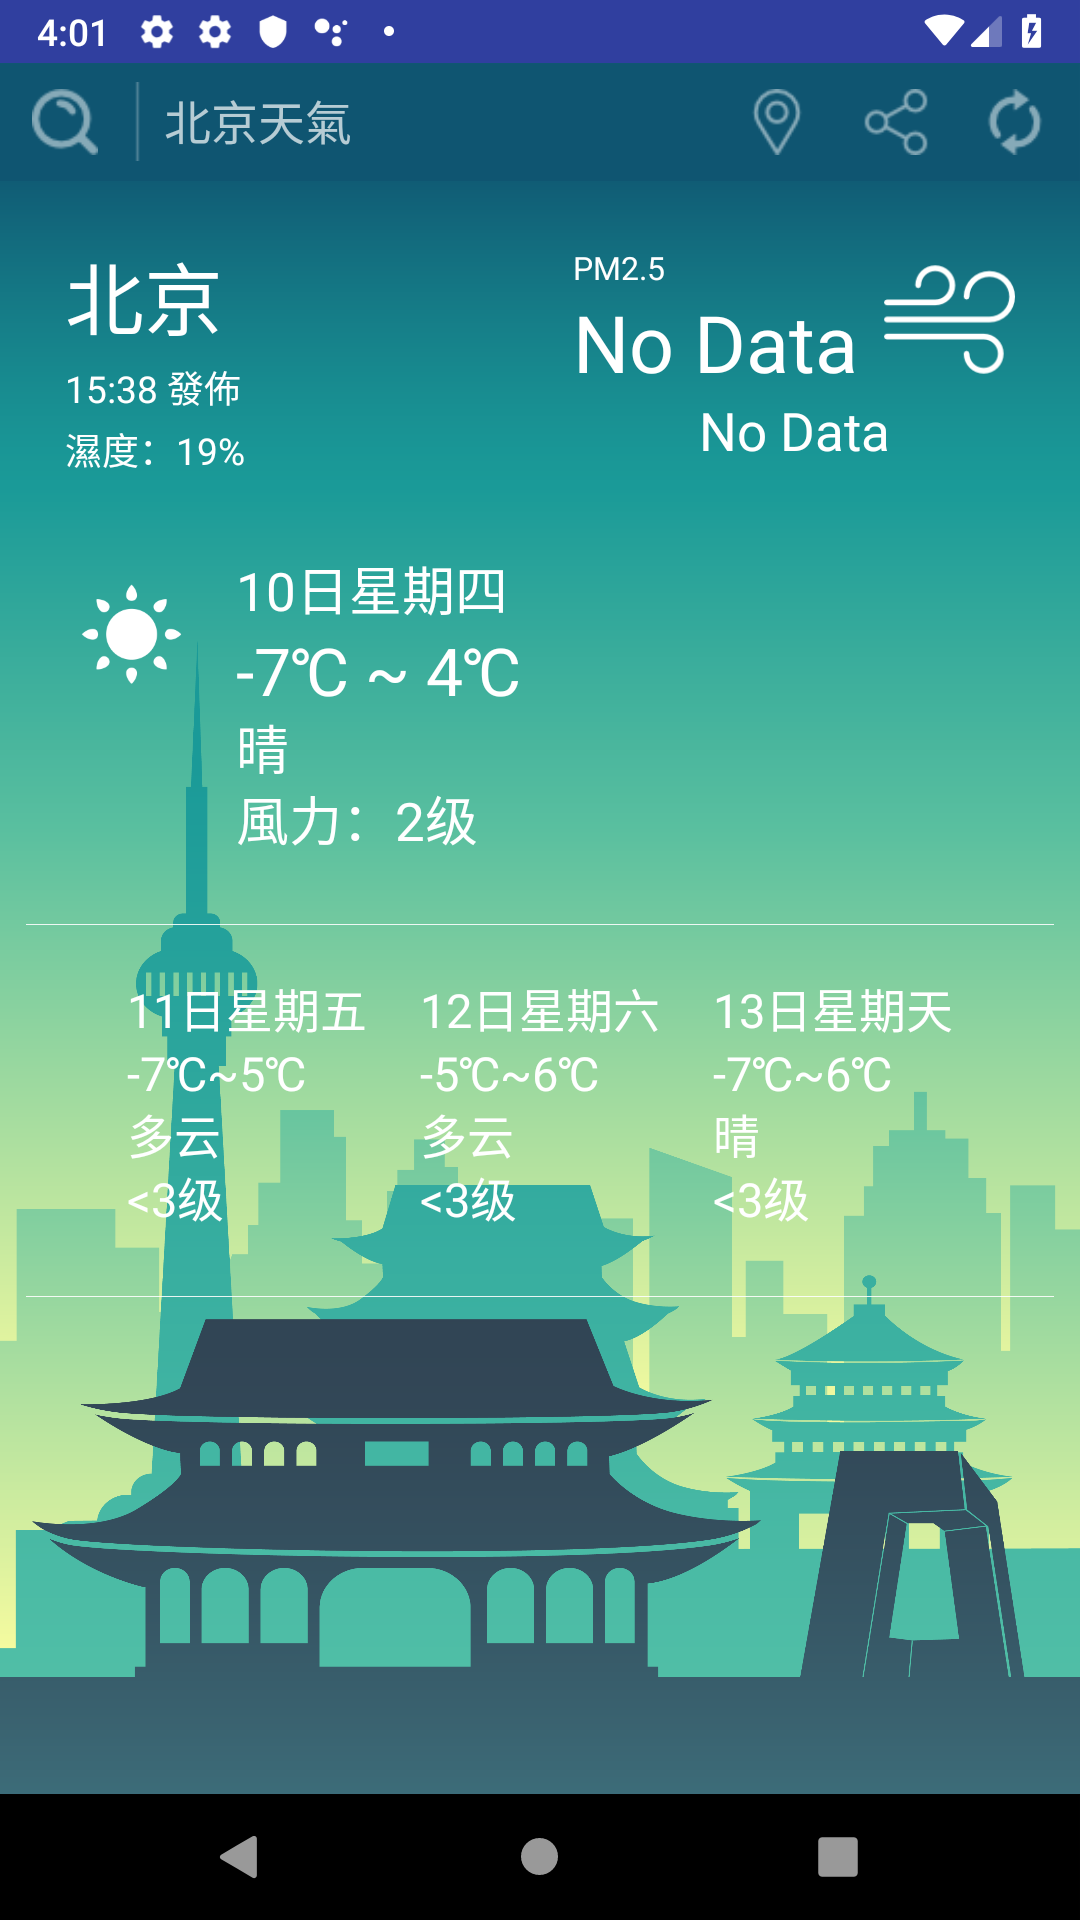 4:01
北京天氣
北京
15:38 發佈
濕度：19%
PM2.5
No Data
No Data
10日星期四
-7℃ ~ 4℃
晴
風力：2级
11日星期五
-7℃~5℃
多云
<3级
12日星期六
-5℃~6℃
多云
<3级
13日星期天
-7℃~6℃
晴
<3级